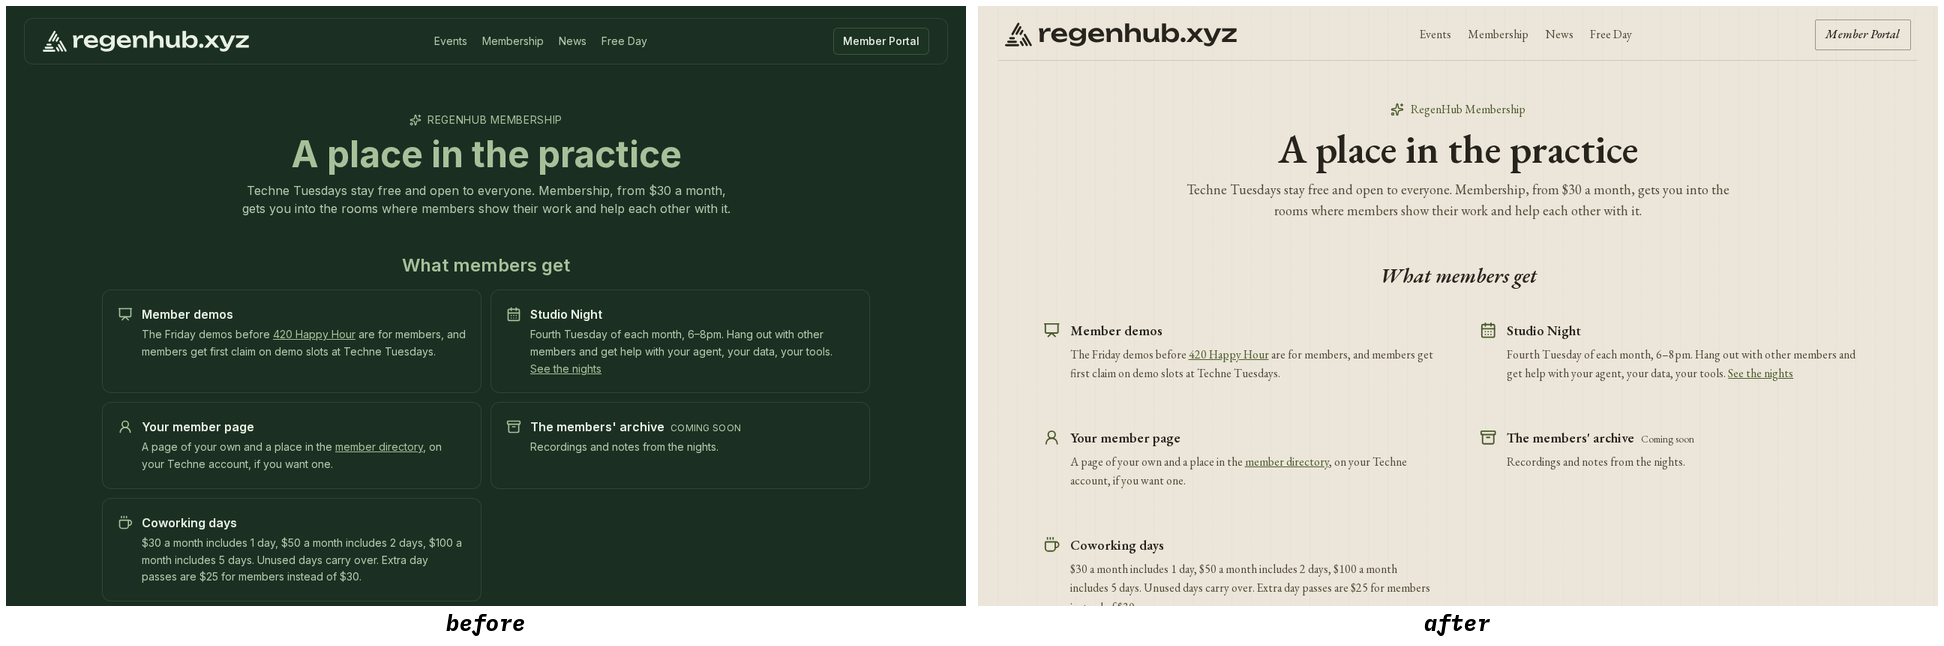 regenhub.xyz
Events Membership News Free Day
Member Portal
REGENHUB MEMBERSHIP
A place in the practice
Techne Tuesdays stay free and open to everyone. Membership, from $30 a month,
gets you into the rooms where members show their work and help each other with it.
What members get
Member demos
The Friday demos before 420 Happy Hour are for members, and
members get first claim on demo slots at Techne Tuesdays.
Studio Night
Fourth Tuesday of each month, 6–8pm. Hang out with other
members and get help with your agent, your data, your tools.
See the nights
Your member page
A page of your own and a place in the member directory, on
your Techne account, if you want one.
The members' archive COMING SOON
Recordings and notes from the nights.
Coworking days
$30 a month includes 1 day, $50 a month includes 2 days, $100 a
month includes 5 days. Unused days carry over. Extra day
passes are $25 for members instead of $30.
before
regenhub.xyz
Events Membership News Free Day
Member Portal
RegenHub Membership
A place in the practice
Techne Tuesdays stay free and open to everyone. Membership, from $30 a month, gets you into the
rooms where members show their work and help each other with it.
What members get
Member demos
The Friday demos before 420 Happy Hour are for members, and members get
first claim on demo slots at Techne Tuesdays.
Studio Night
Fourth Tuesday of each month, 6–8pm. Hang out with other members and
get help with your agent, your data, your tools. See the nights
Your member page
A page of your own and a place in the member directory, on your Techne
account, if you want one.
The members' archive Coming soon
Recordings and notes from the nights.
Coworking days
$30 a month includes 1 day, $50 a month includes 2 days, $100 a month
includes 5 days. Unused days carry over. Extra day passes are $25 for members
after